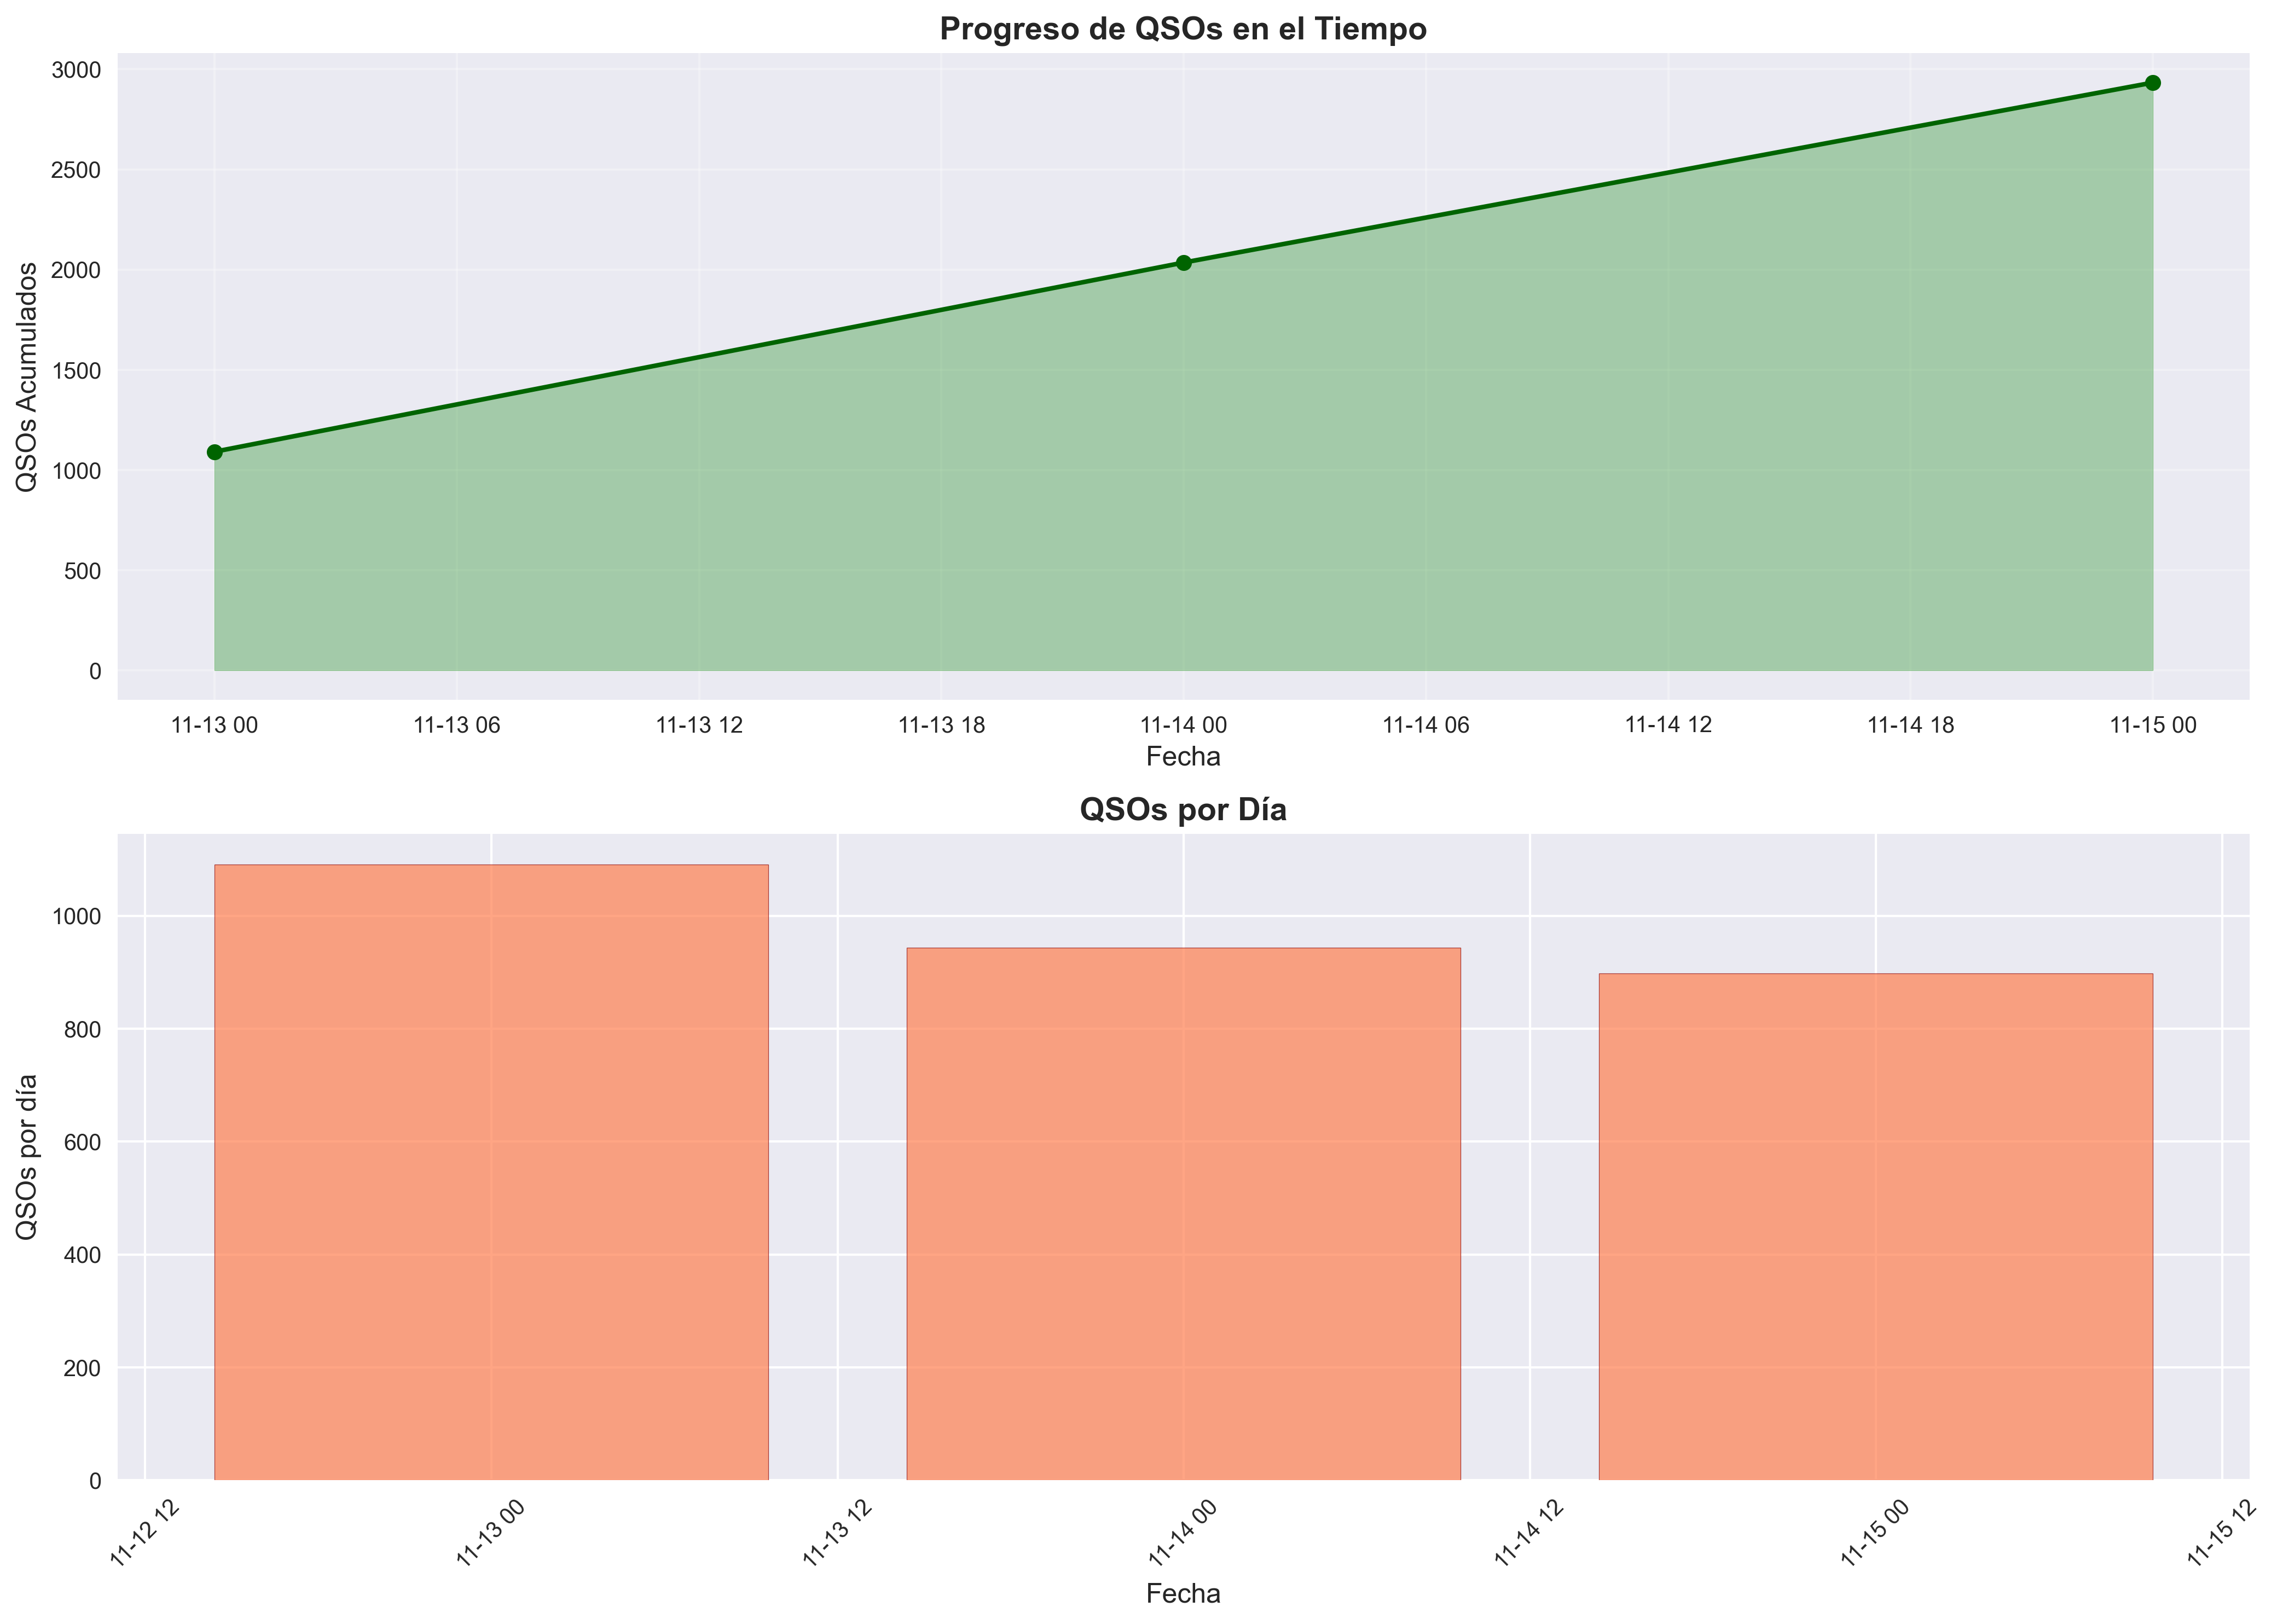 Progreso de QSOs en el Tiempo
QSOs Acumulados
3000
2500
2000
1500
1000
500
0
11-13 00 11-13 06 11-13 12 11-13 18 11-14 00 11-14 06 11-14 12 11-14 18 11-15 00
Fecha
QSOs por Día
QSOs por día
1000
800
600
400
200
0
11-12 12 11-13 00 11-13 12 11-14 00 11-14 12 11-15 00 11-15 12
Fecha